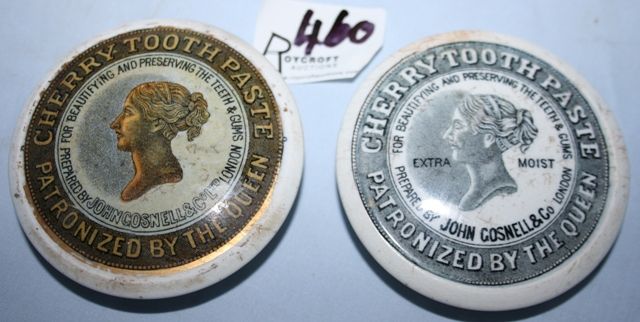 CHERRY TOOTH PASTE
PATRONIZED BY THE QUEEN
FOR BEAUTIFYING AND PRESERVING THE TEETH & GUMS
PREPARED BY JOHN GOSNELL & Co LONDON
460
ROYCROFT
AUCTIONS
CHERRY TOOTH PASTE
PATRONIZED BY THE QUEEN
FOR BEAUTIFYING AND PRESERVING THE TEETH & GUMS
EXTRA MOIST
PREPARED BY JOHN GOSNELL & Co LONDON